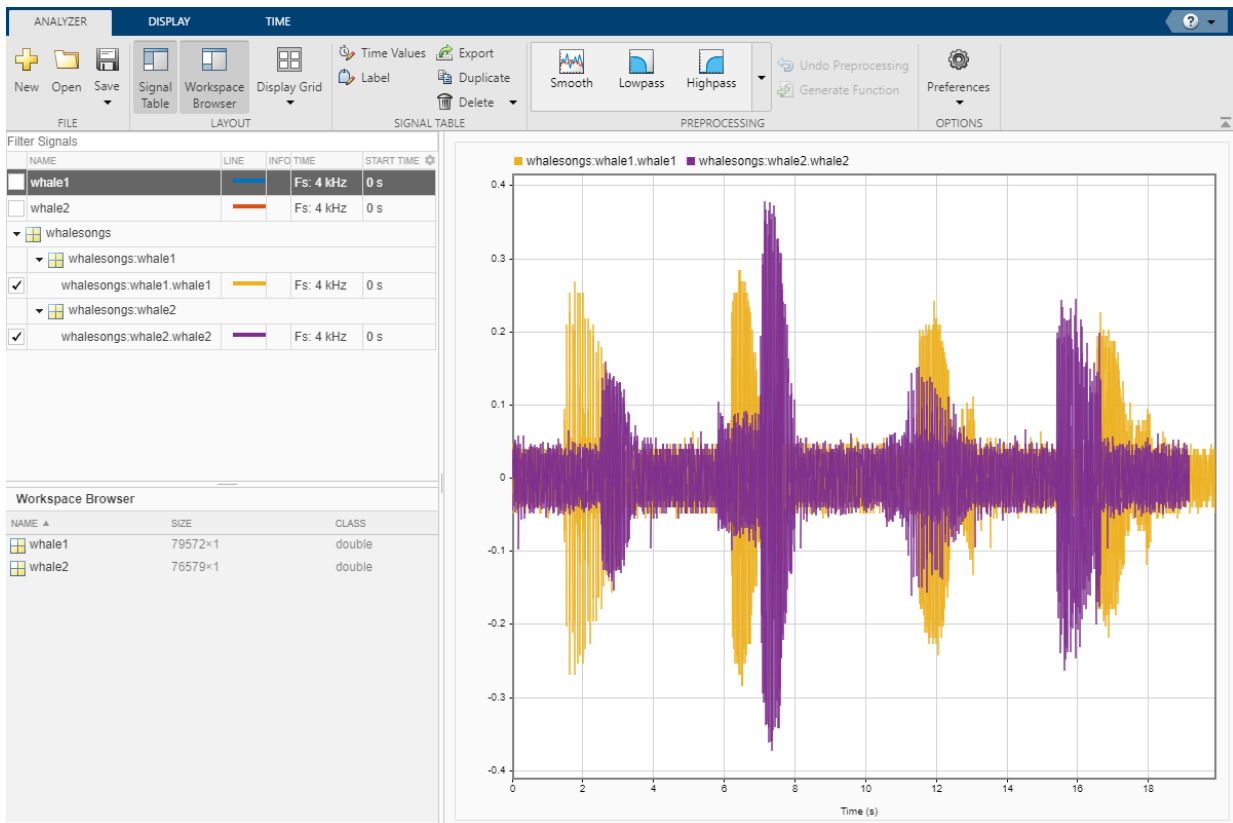 ANALYZER DISPLAY TIME ?
New Open Save Signal Table Workspace Browser Display Grid Time Values Label Export Duplicate Delete Smooth Lowpass Highpass Undo Preprocessing Generate Function Preferences
FILE LAYOUT SIGNAL TABLE PREPROCESSING OPTIONS
Filter Signals
NAME LINE INFO TIME START TIME
whale1 Fs: 4 kHz 0 s
whale2 Fs: 4 kHz 0 s
whalesongs
whalesongs:whale1
whalesongs:whale1.whale1 Fs: 4 kHz 0 s
whalesongs:whale2
whalesongs:whale2.whale2 Fs: 4 kHz 0 s
Workspace Browser
NAME SIZE CLASS
whale1 79572×1 double
whale2 76579×1 double
whalesongs:whale1.whale1 whalesongs:whale2.whale2
0.4
0.3
0.2
0.1
0
-0.1
-0.2
-0.3
-0.4
0 2 4 6 8 10 12 14 16 18
Time (s)